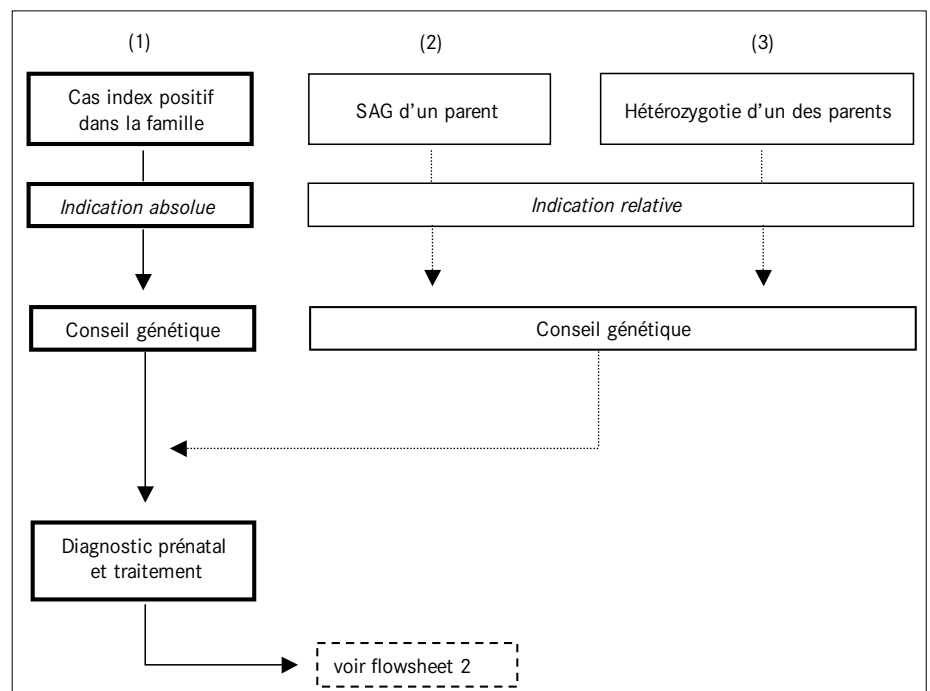 (1)
(2)
(3)
Cas index positif
dans la famille
SAG d'un parent
Hétérozygotie d'un des parents
Indication absolue
Indication relative
Conseil génétique
Conseil génétique
Diagnostic prénatal
et traitement
voir flowsheet 2